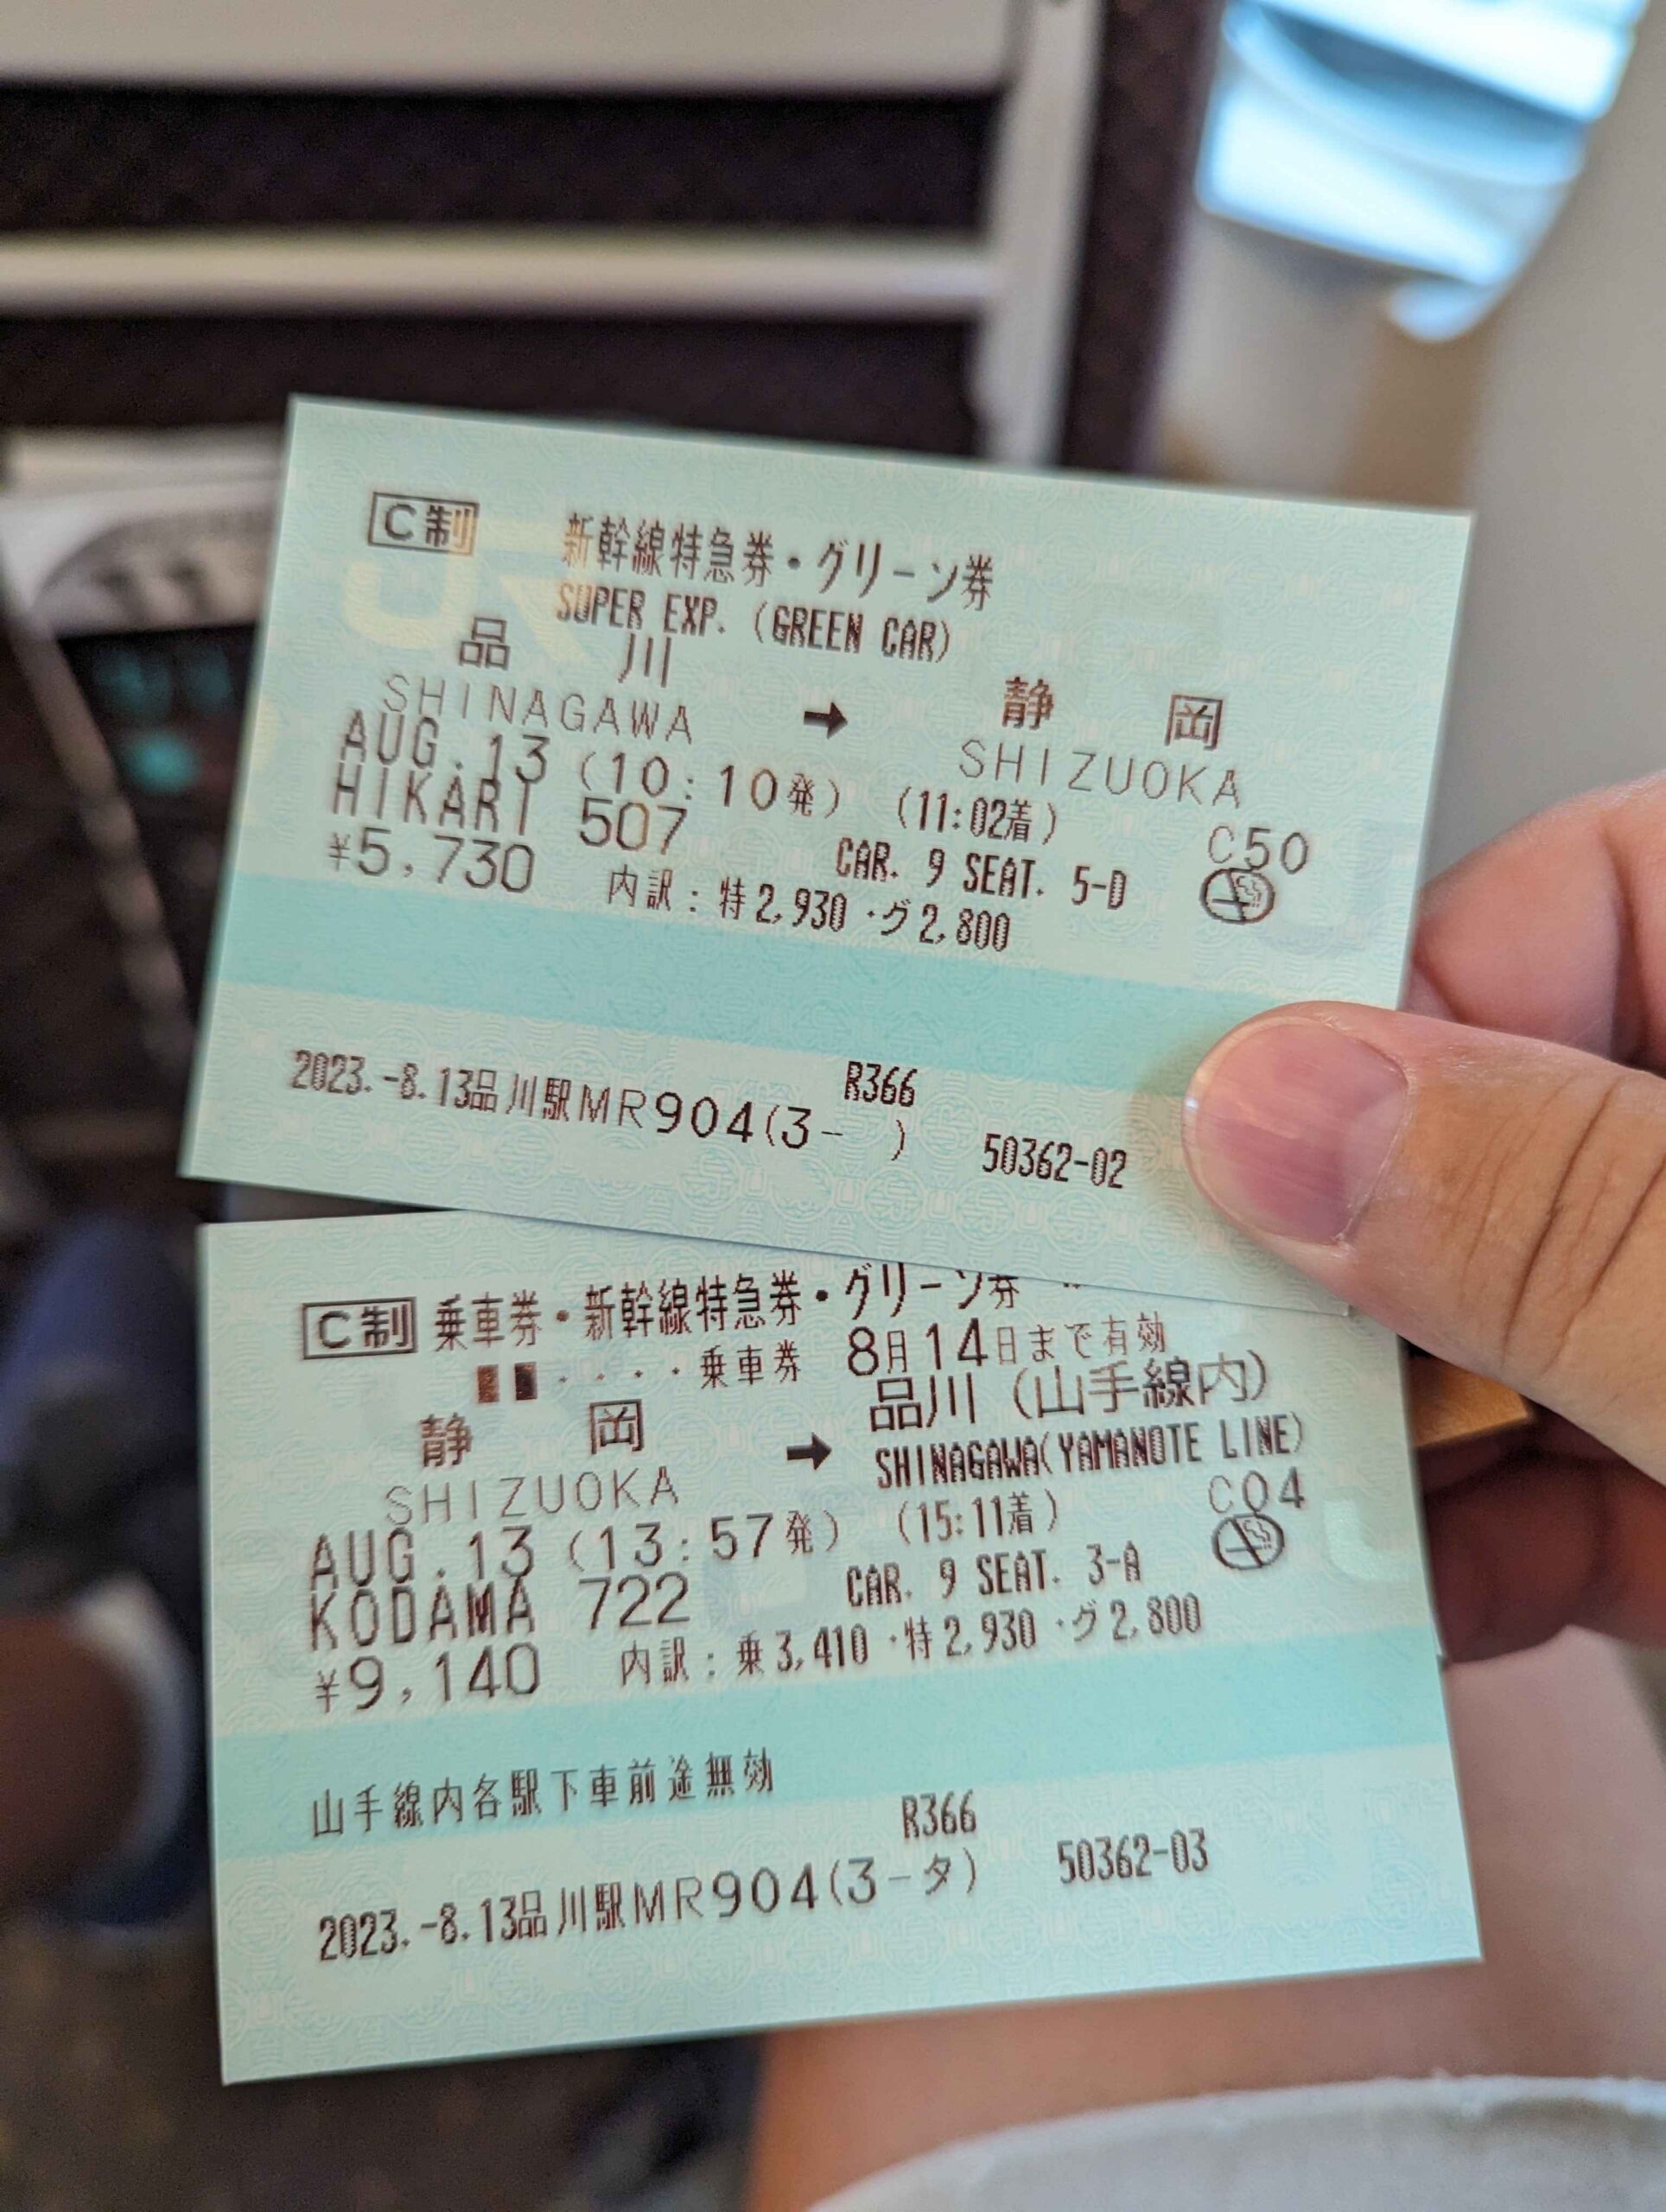 C制 新幹線特急券・グリーン券
SUPER EXP. (GREEN CAR)
品 川 → 静 岡
SHINAGAWA SHIZUOKA
AUG. 13 (10:10発) (11:02着) C50
HIKARI 507 CAR. 9 SEAT. 5-D
¥5,730 内訳:特2,930・グ2,800
R366
2023.-8.13品川駅MR904(3- ) 50362-02
C制 乗車券・新幹線特急券・グリーン券
・・・・乗車券 8月14日まで有効
静 岡 → 品川(山手線内)
SHIZUOKA SHINAGAWA(YAMANOTE LINE)
AUG. 13 (13:57発) (15:11着) C04
KODAMA 722 CAR. 9 SEAT. 3-A
¥9,140 内訳:乗3,410・特2,930・グ2,800
山手線内各駅下車前途無効
R366
2023.-8.13品川駅MR904(3-タ) 50362-03